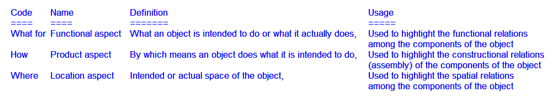 Code Name Definition Usage
==== ==== ======= =====
What for Functional aspect What an object is intended to do or what it actually does, Used to highlight the functional relations
among the components of the object
How Product aspect By which means an object does what it is intended to do, Used to highlight the constructional relations
(assembly) of the components of the object
Where Location aspect Intended or actual space of the object, Used to highlight the spatial relations
among the components of the object